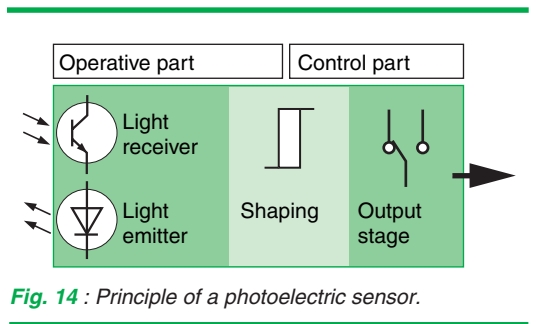 Operative part
Control part
Light
receiver
Light
emitter
Shaping
Output
stage
Fig. 14 : Principle of a photoelectric sensor.